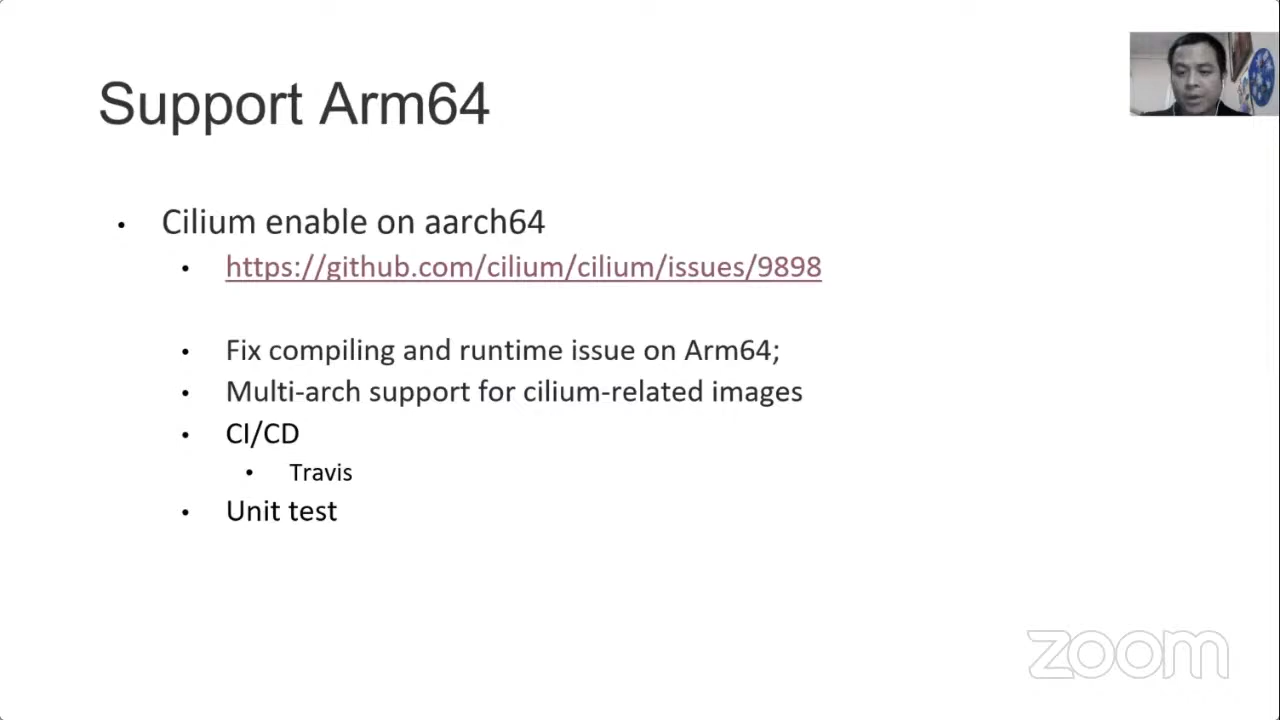 Support Arm64
• Cilium enable on aarch64
• https://github.com/cilium/cilium/issues/9898
• Fix compiling and runtime issue on Arm64;
• Multi-arch support for cilium-related images
• CI/CD
• Travis
• Unit test
zoom